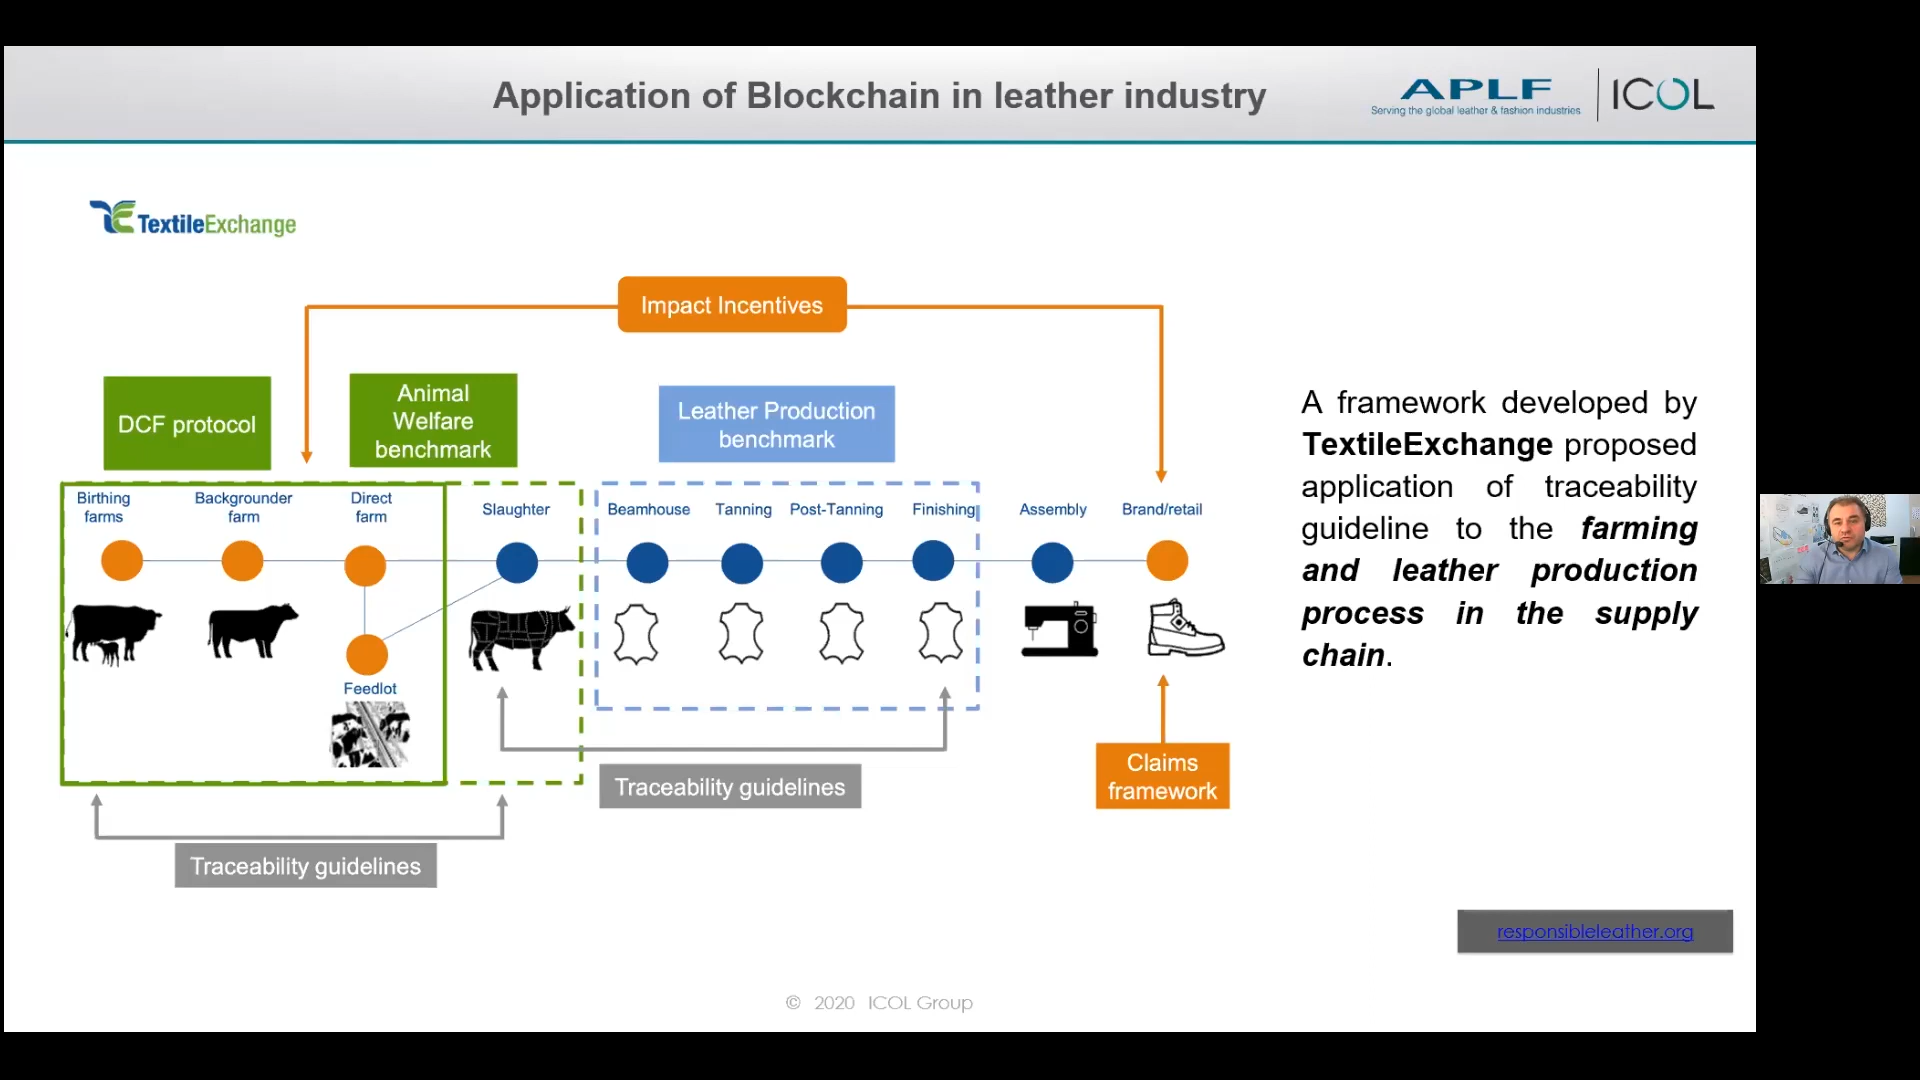 Application of Blockchain in leather industry
APLF
Serving the global leather & fashion industries
ICOL
TextileExchange
Impact Incentives
DCF protocol
Animal
Welfare
benchmark
Leather Production
benchmark
Birthing
farms
Backgrounder
farm
Direct
farm
Slaughter
Beamhouse
Tanning
Post-Tanning
Finishing
Assembly
Brand/retail
Feedlot
Traceability guidelines
Traceability guidelines
Claims
framework
A framework developed by
TextileExchange proposed
application of traceability
guideline to the farming
and leather production
process in the supply
chain.
responsibleleather.org
© 2020 ICOL Group